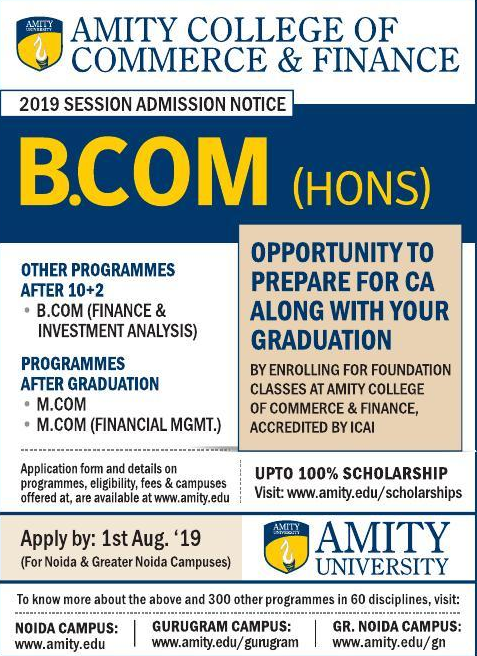 AMITY
UNIVERSITY
AMITY COLLEGE OF
COMMERCE & FINANCE
2019 SESSION ADMISSION NOTICE
B.COM (HONS)
OTHER PROGRAMMES
AFTER 10+2
• B.COM (FINANCE &
INVESTMENT ANALYSIS)
PROGRAMMES
AFTER GRADUATION
• M.COM
• M.COM (FINANCIAL MGMT.)
OPPORTUNITY TO
PREPARE FOR CA
ALONG WITH YOUR
GRADUATION
BY ENROLLING FOR FOUNDATION
CLASSES AT AMITY COLLEGE
OF COMMERCE & FINANCE,
ACCREDITED BY ICAI
Application form and details on
programmes, eligibility, fees & campuses
offered at, are available at www.amity.edu
UPTO 100% SCHOLARSHIP
Visit: www.amity.edu/scholarships
Apply by: 1st Aug. ‘19
(For Noida & Greater Noida Campuses)
AMITY
UNIVERSITY
AMITY
UNIVERSITY
To know more about the above and 300 other programmes in 60 disciplines, visit:
NOIDA CAMPUS:
www.amity.edu
GURUGRAM CAMPUS:
www.amity.edu/gurugram
GR. NOIDA CAMPUS:
www.amity.edu/gn